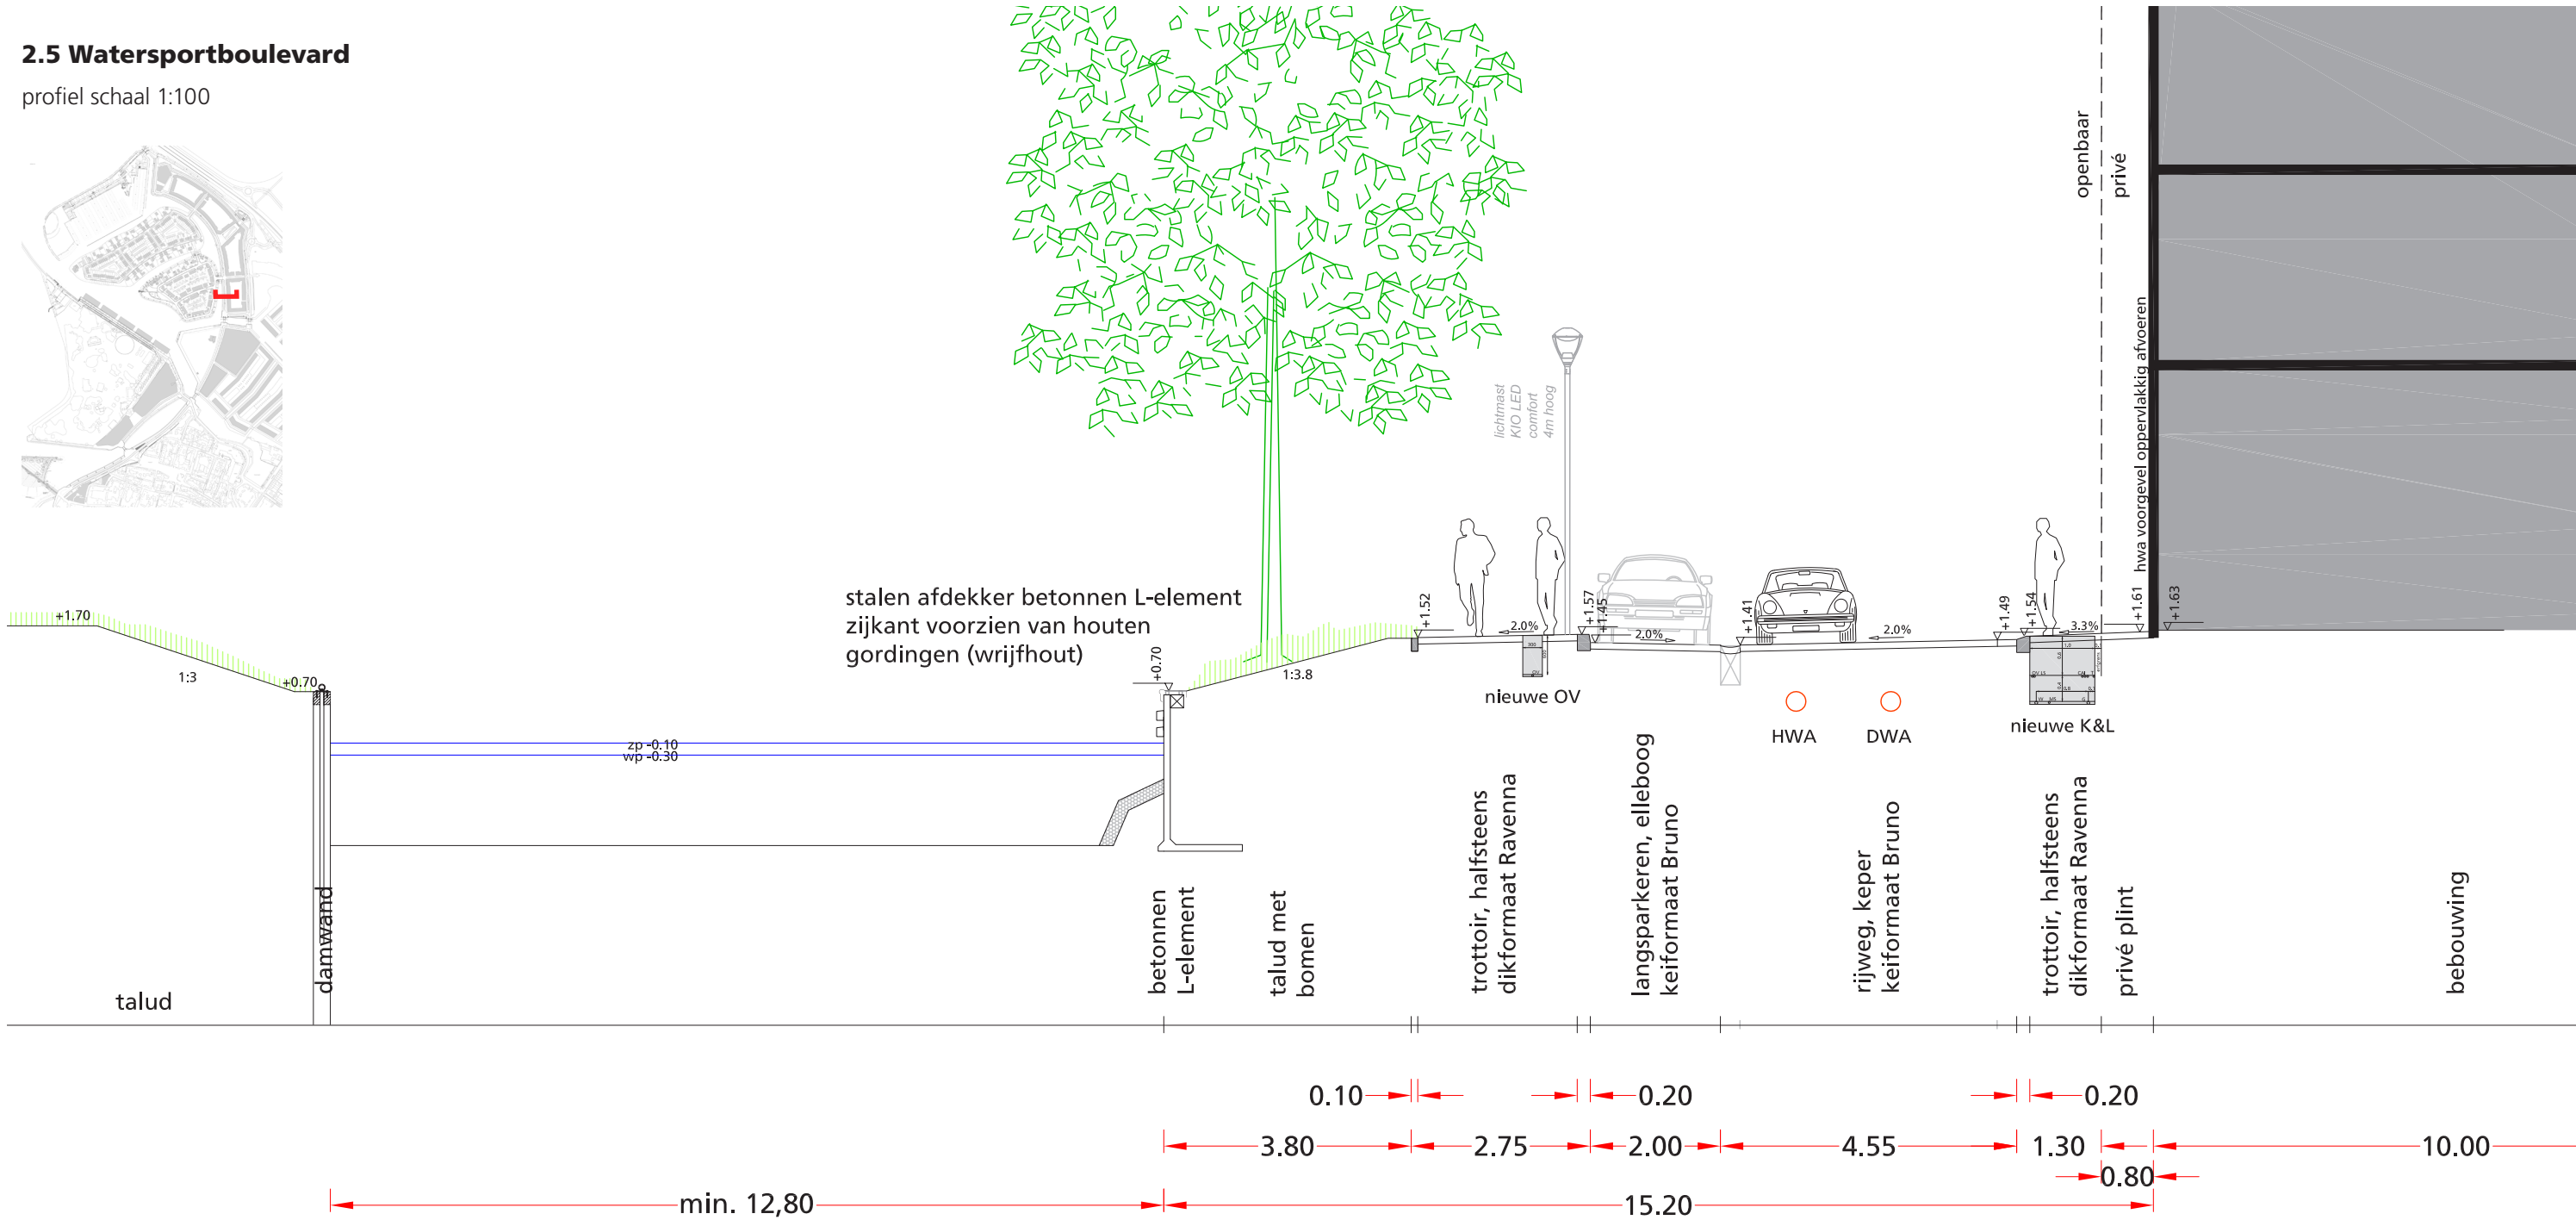 2.5 Watersportboulevard
profiel schaal 1:100
openbaar
privé
hwa voorgevel oppervlakkig afvoeren
lichtmast
KIO LED
comfort
4m hoog
stalen afdekker betonnen L-element
zijkant voorzien van houten
gordingen (wrijfhout)
+1.70
1:3
+0.70
+0.70
1:3.8
+1.52
2.0%
+1.57
+1.45
2.0%
+1.41
2.0%
+1.49
+1.54
3.3%
+1.61
+1.63
zp -0.10
wp -0.30
nieuwe OV
HWA
DWA
nieuwe K&L
talud
damwand
betonnen
L-element
talud met
bomen
trottoir, halfsteens
dikformaat Ravenna
langsparkeren, elleboog
keiformaat Bruno
rijweg, keper
keiformaat Bruno
trottoir, halfsteens
dikformaat Ravenna
privé plint
bebouwing
0.10
0.20
0.20
3.80
2.75
2.00
4.55
1.30
10.00
0.80
min. 12,80
15.20